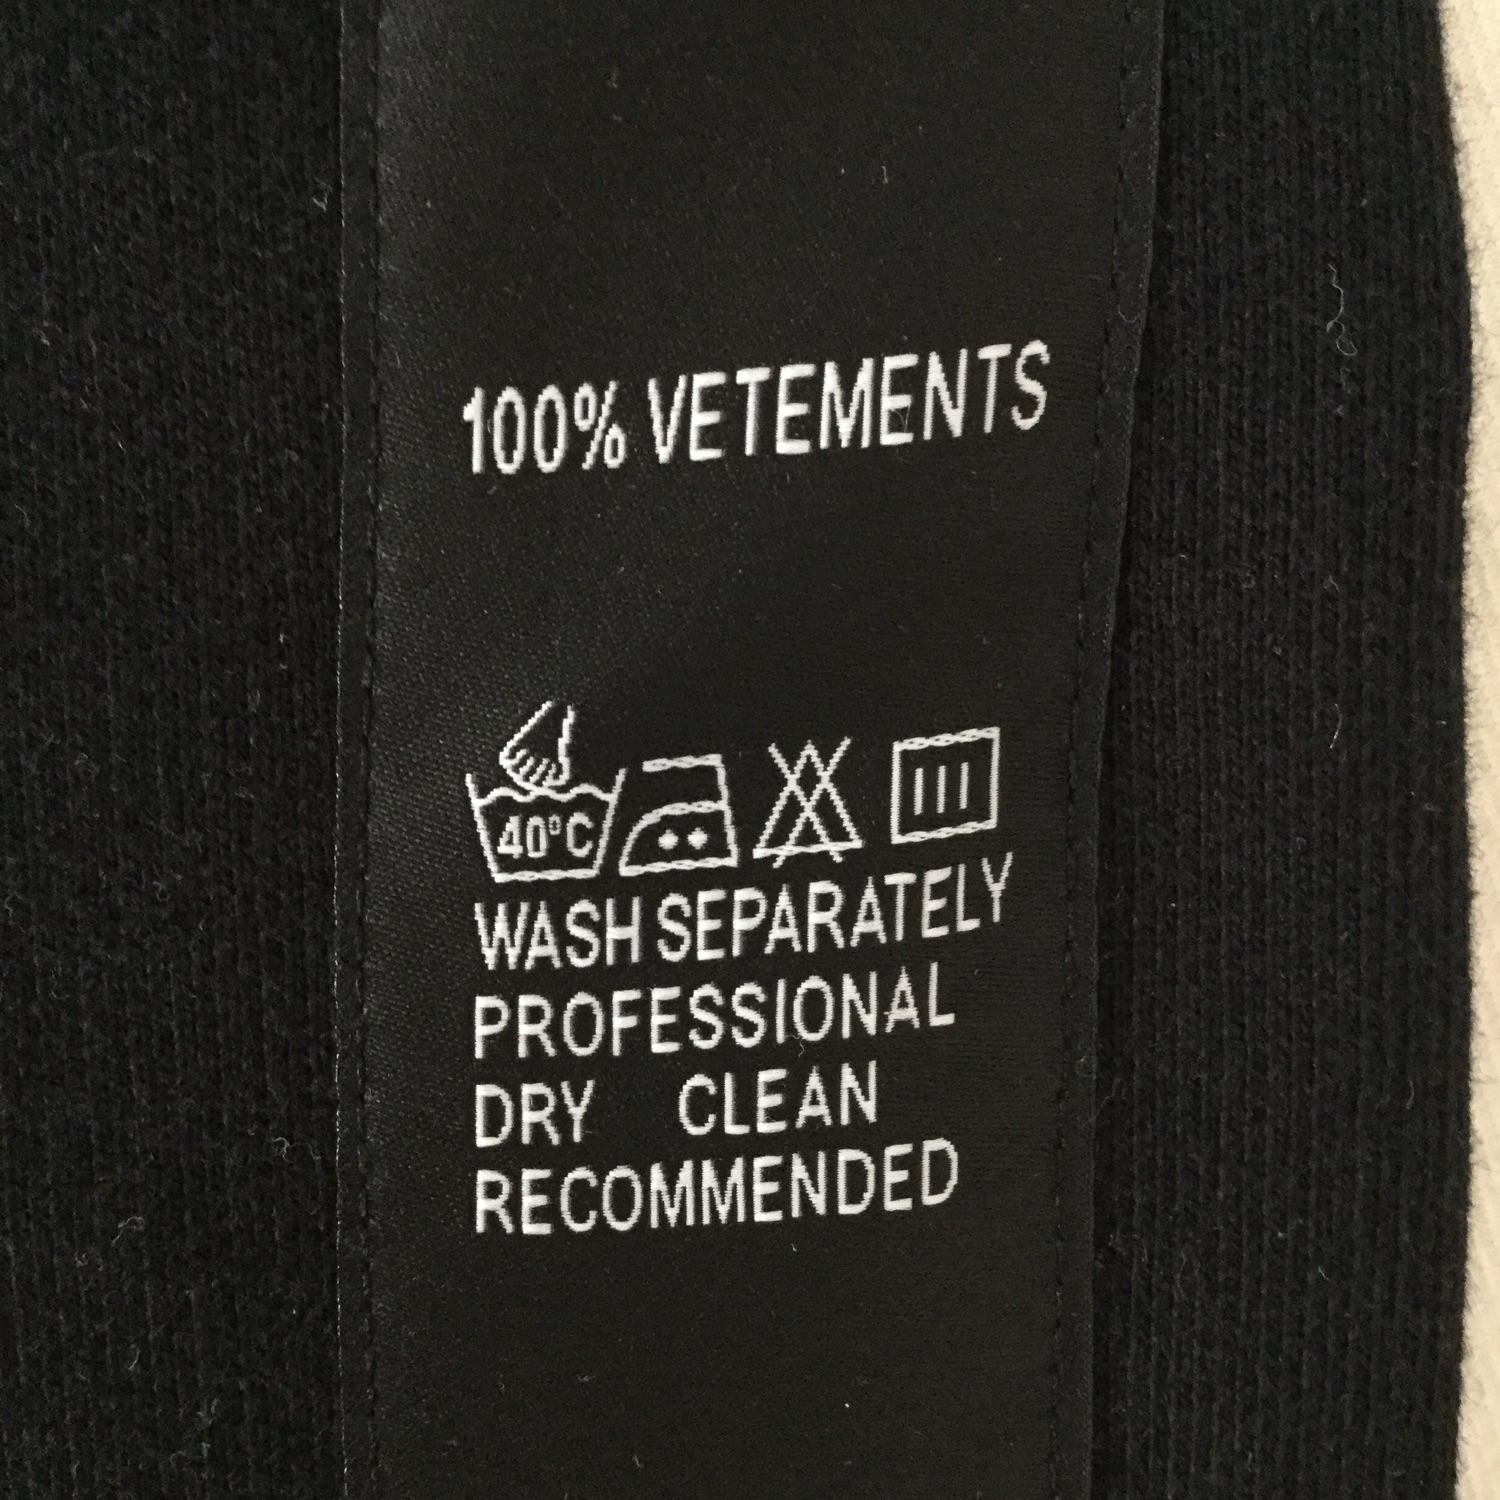 100% VETEMENTS
40°C
WASH SEPARATELY
PROFESSIONAL
DRY CLEAN
RECOMMENDED